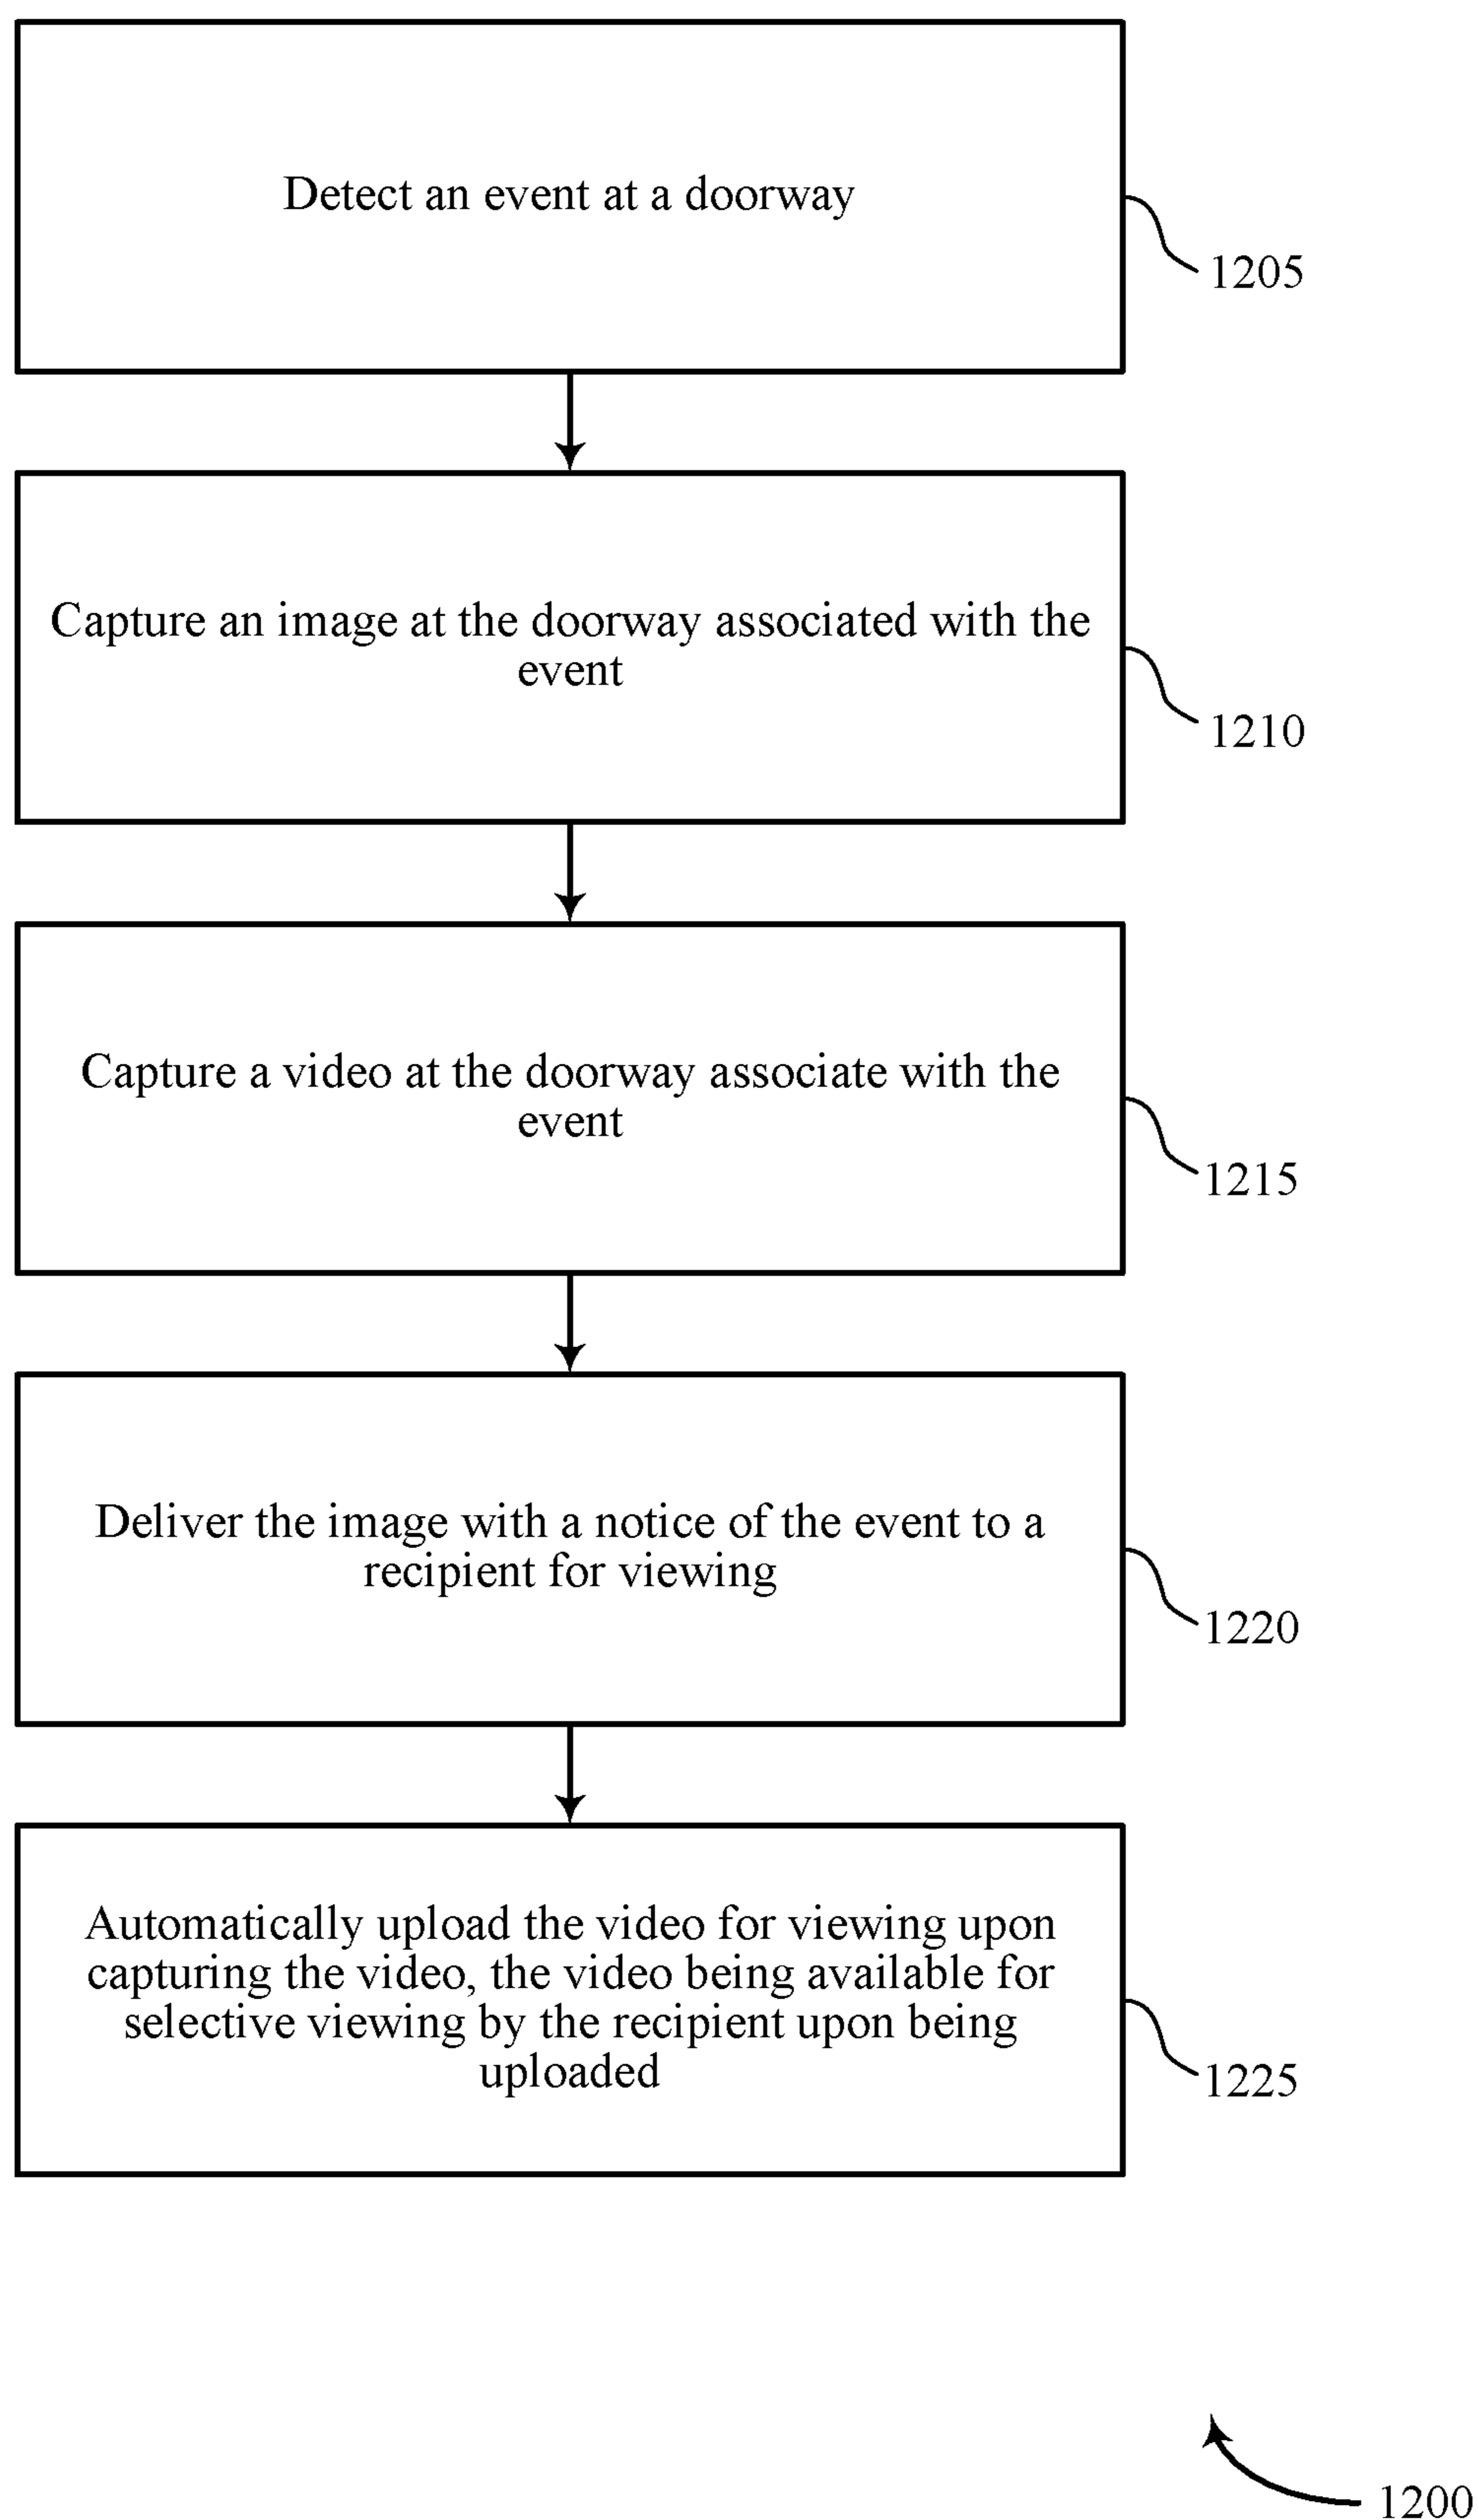 Detect an event at a doorway
1205
Capture an image at the doorway associated with the
event
1210
Capture a video at the doorway associate with the
event
1215
Deliver the image with a notice of the event to a
recipient for viewing
1220
Automatically upload the video for viewing upon
capturing the video, the video being available for
selective viewing by the recipient upon being
uploaded
1225
1200